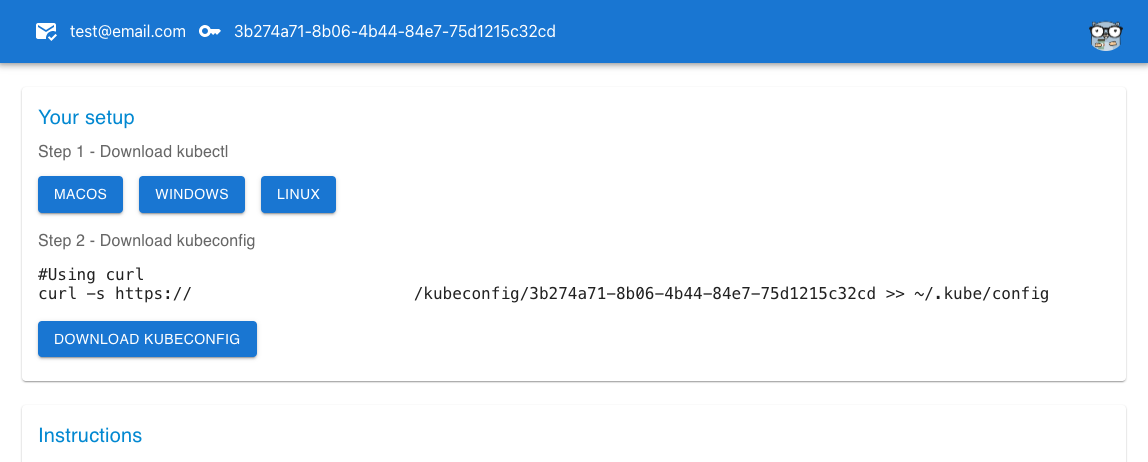 test@email.com 3b274a71-8b06-4b44-84e7-75d1215c32cd
Your setup
Step 1 - Download kubectl
MACOS WINDOWS LINUX
Step 2 - Download kubeconfig
#Using curl
curl -s https:// /kubeconfig/3b274a71-8b06-4b44-84e7-75d1215c32cd >> ~/.kube/config
DOWNLOAD KUBECONFIG
Instructions